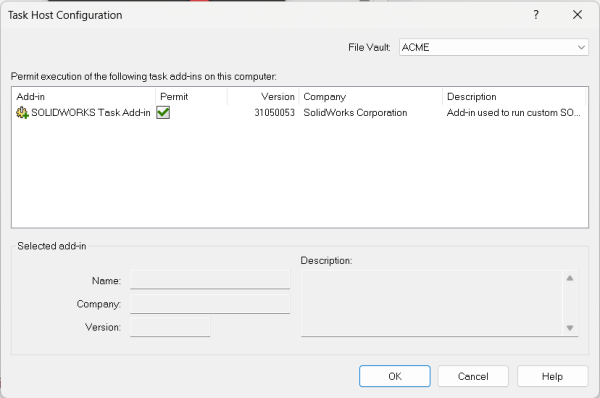 Task Host Configuration
?
File Vault: ACME
Permit execution of the following task add-ins on this computer:
Add-in Permit Version Company Description
SOLIDWORKS Task Add-in 31050053 SolidWorks Corporation Add-in used to run custom SO...
Selected add-in
Description:
Name:
Company:
Version:
OK Cancel Help